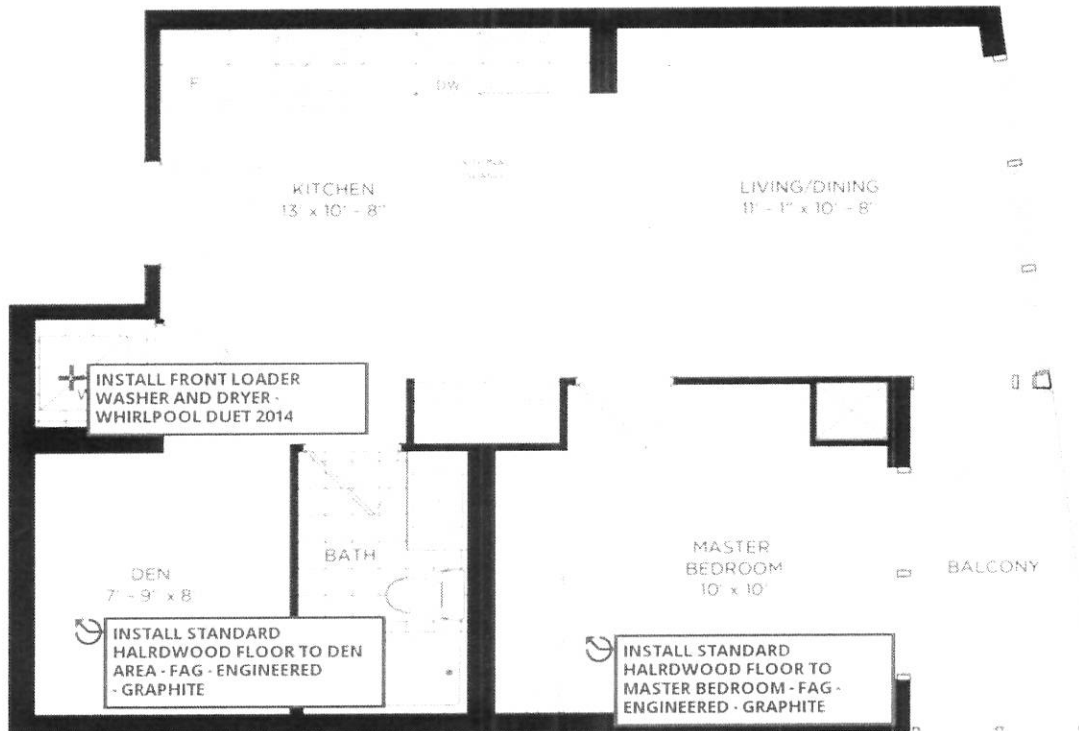 F
DW
KITCHEN
13' x 10' - 8"
LIVING/DINING
11' - 1" x 10' - 8"
INSTALL FRONT LOADER
WASHER AND DRYER -
WHIRLPOOL DUET 2014
BATH
DEN
7' - 9" x 8
MASTER
BEDROOM
10' x 10'
BALCONY
INSTALL STANDARD
HALRDWOOD FLOOR TO DEN
AREA - FAG - ENGINEERED
- GRAPHITE
INSTALL STANDARD
HALRDWOOD FLOOR TO
MASTER BEDROOM - FAG -
ENGINEERED - GRAPHITE